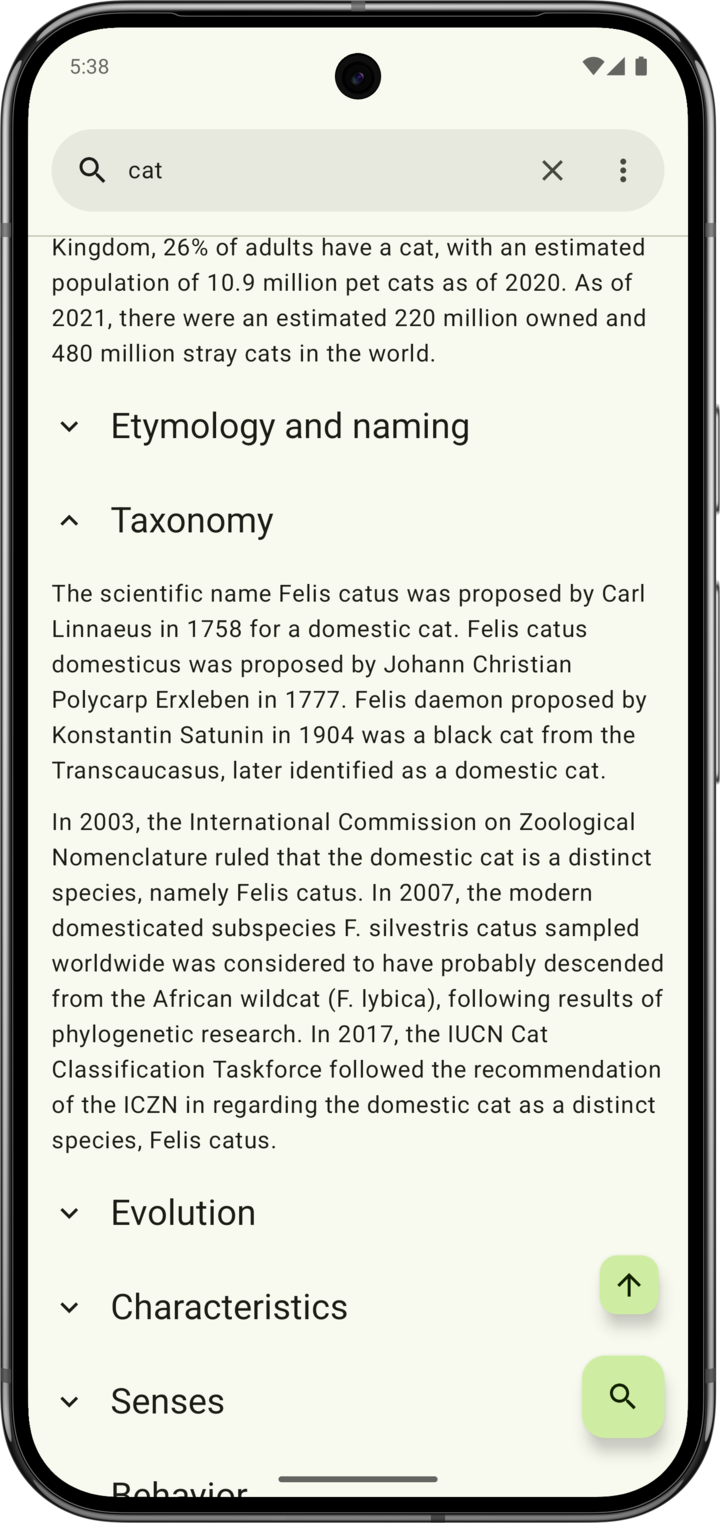 5:38
cat
Kingdom, 26% of adults have a cat, with an estimated
population of 10.9 million pet cats as of 2020. As of
2021, there were an estimated 220 million owned and
480 million stray cats in the world.
Etymology and naming
Taxonomy
The scientific name Felis catus was proposed by Carl
Linnaeus in 1758 for a domestic cat. Felis catus
domesticus was proposed by Johann Christian
Polycarp Erxleben in 1777. Felis daemon proposed by
Konstantin Satunin in 1904 was a black cat from the
Transcaucasus, later identified as a domestic cat.
In 2003, the International Commission on Zoological
Nomenclature ruled that the domestic cat is a distinct
species, namely Felis catus. In 2007, the modern
domesticated subspecies F. silvestris catus sampled
worldwide was considered to have probably descended
from the African wildcat (F. lybica), following results of
phylogenetic research. In 2017, the IUCN Cat
Classification Taskforce followed the recommendation
of the ICZN in regarding the domestic cat as a distinct
species, Felis catus.
Evolution
Characteristics
Senses
Behavior